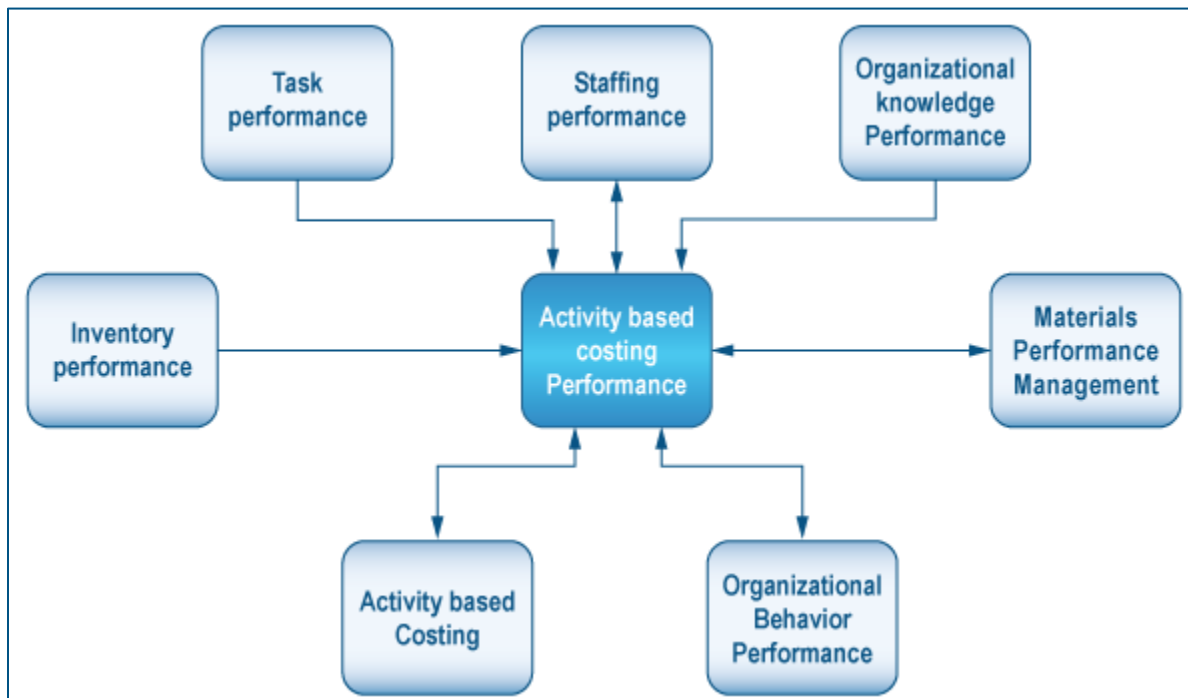 Task
performance
Staffing
performance
Organizational
knowledge
Performance
Inventory
performance
Activity based
costing
Performance
Materials
Performance
Management
Activity based
Costing
Organizational
Behavior
Performance